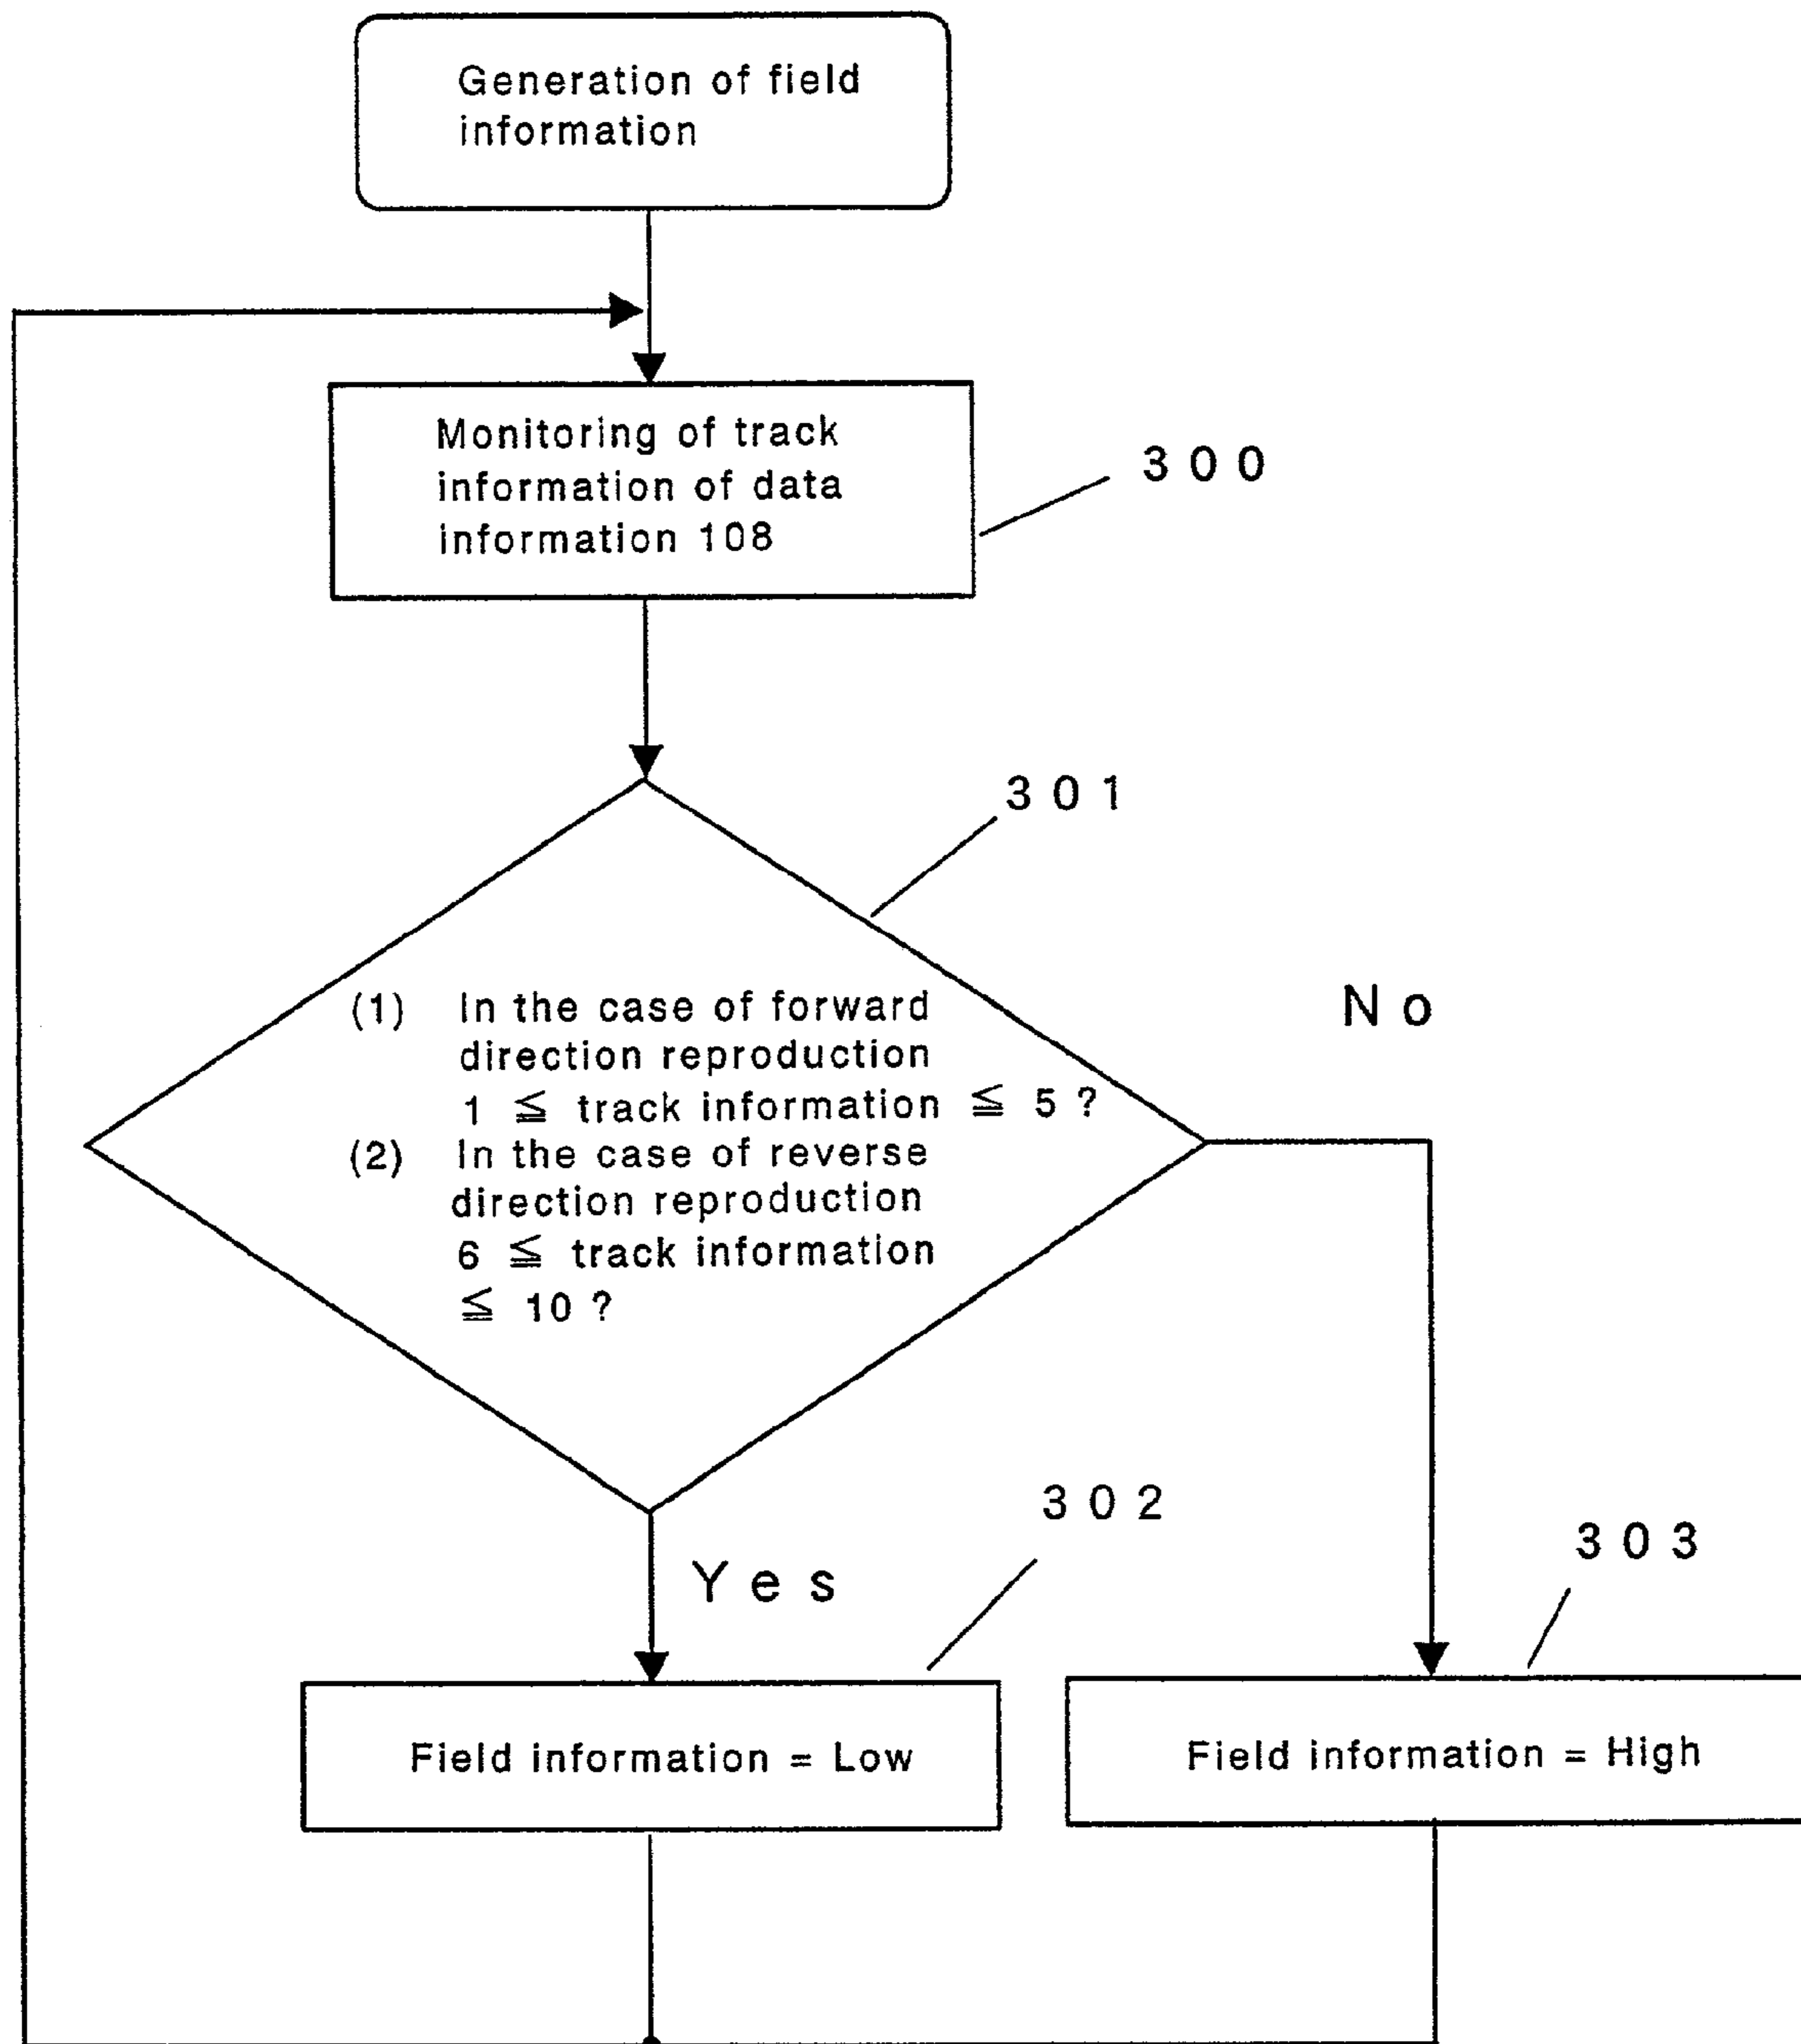 Generation of field
information
Monitoring of track
information of data
information 108
300
301
(1) In the case of forward
direction reproduction
1 ≦ track information ≦ 5 ?
(2) In the case of reverse
direction reproduction
6 ≦ track information
≦ 10 ?
No
Yes
302
303
Field information = Low
Field information = High